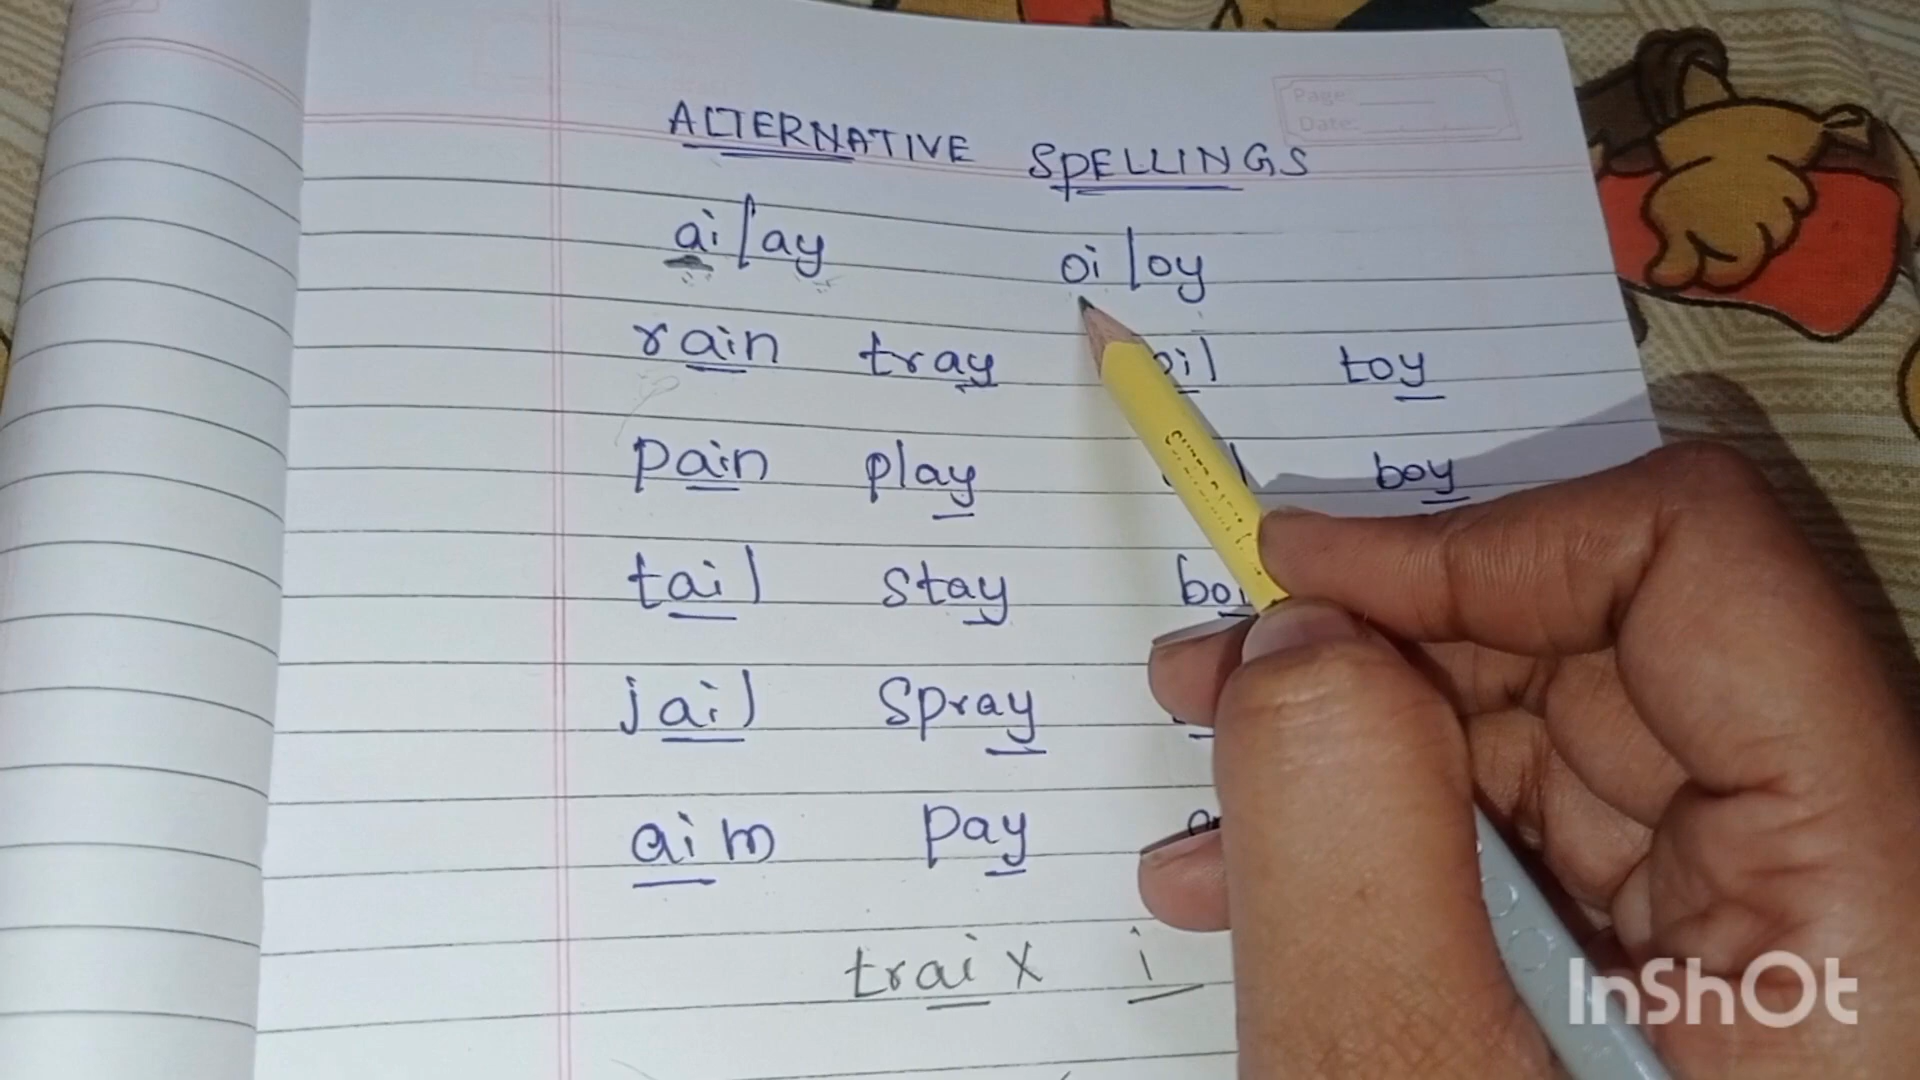 Page:
Date:
ALTERNATIVE SPELLINGS
ai/ay oi/oy
rain tray oil toy
pain play boy
tail stay
jail spray
aim pay
trai x i
InShOt